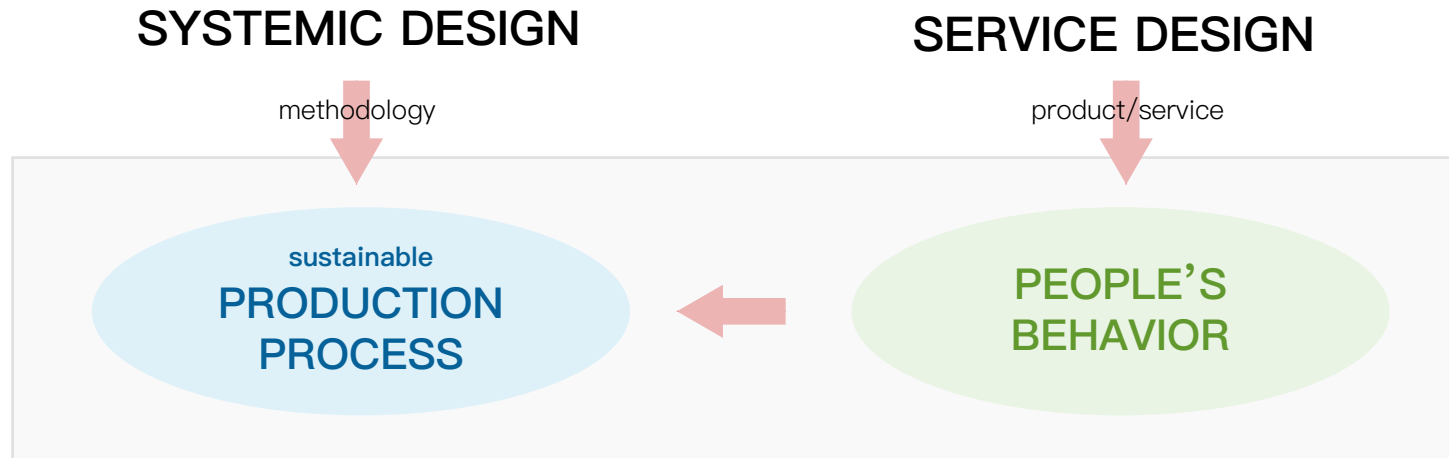 SYSTEMIC DESIGN
SERVICE DESIGN
methodology
product/service
sustainable
PRODUCTION
PROCESS
PEOPLE’S
BEHAVIOR